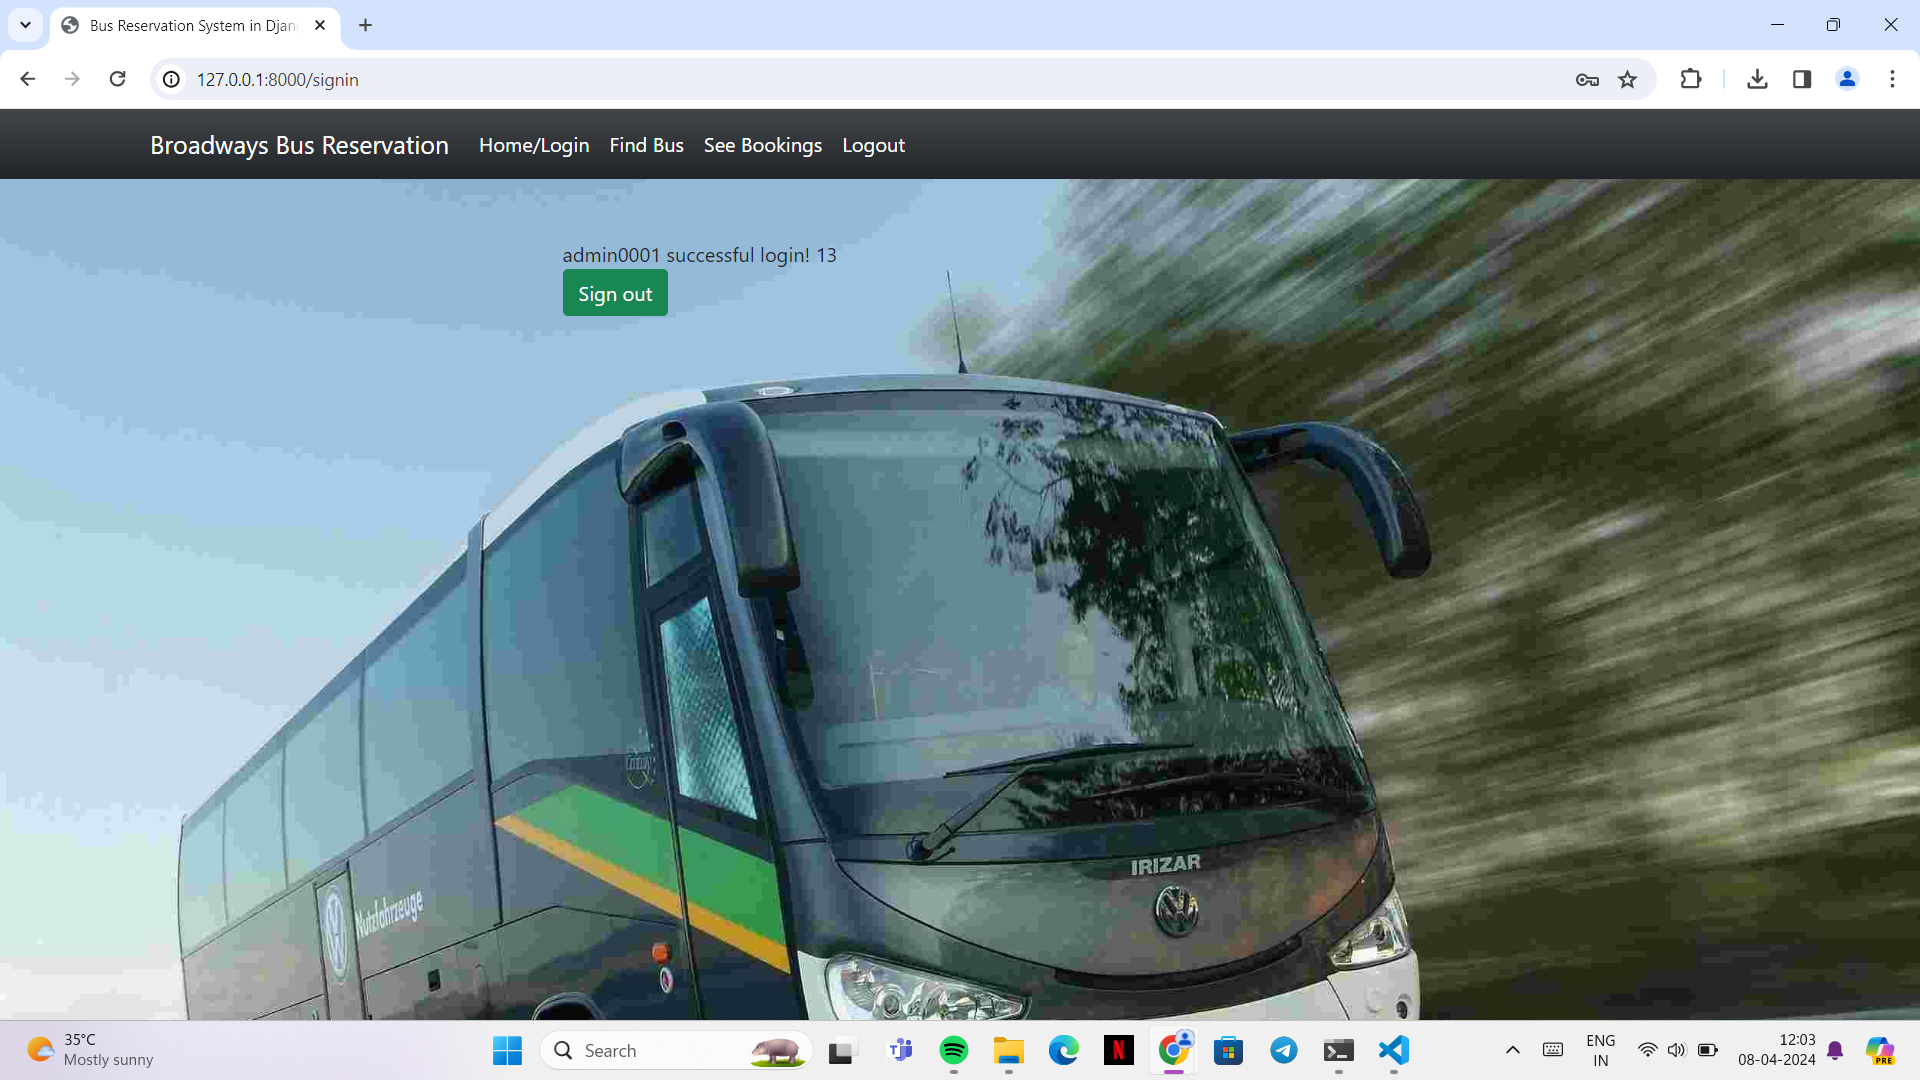 Bus Reservation System in Djan
127.0.0.1:8000/signin
Broadways Bus Reservation Home/Login Find Bus See Bookings Logout
admin0001 successful login! 13
Sign out
IRIZAR
Nutzfahrzeuge
35°C
Mostly sunny
Search
N
PRE
ENG
IN
12:03
08-04-2024